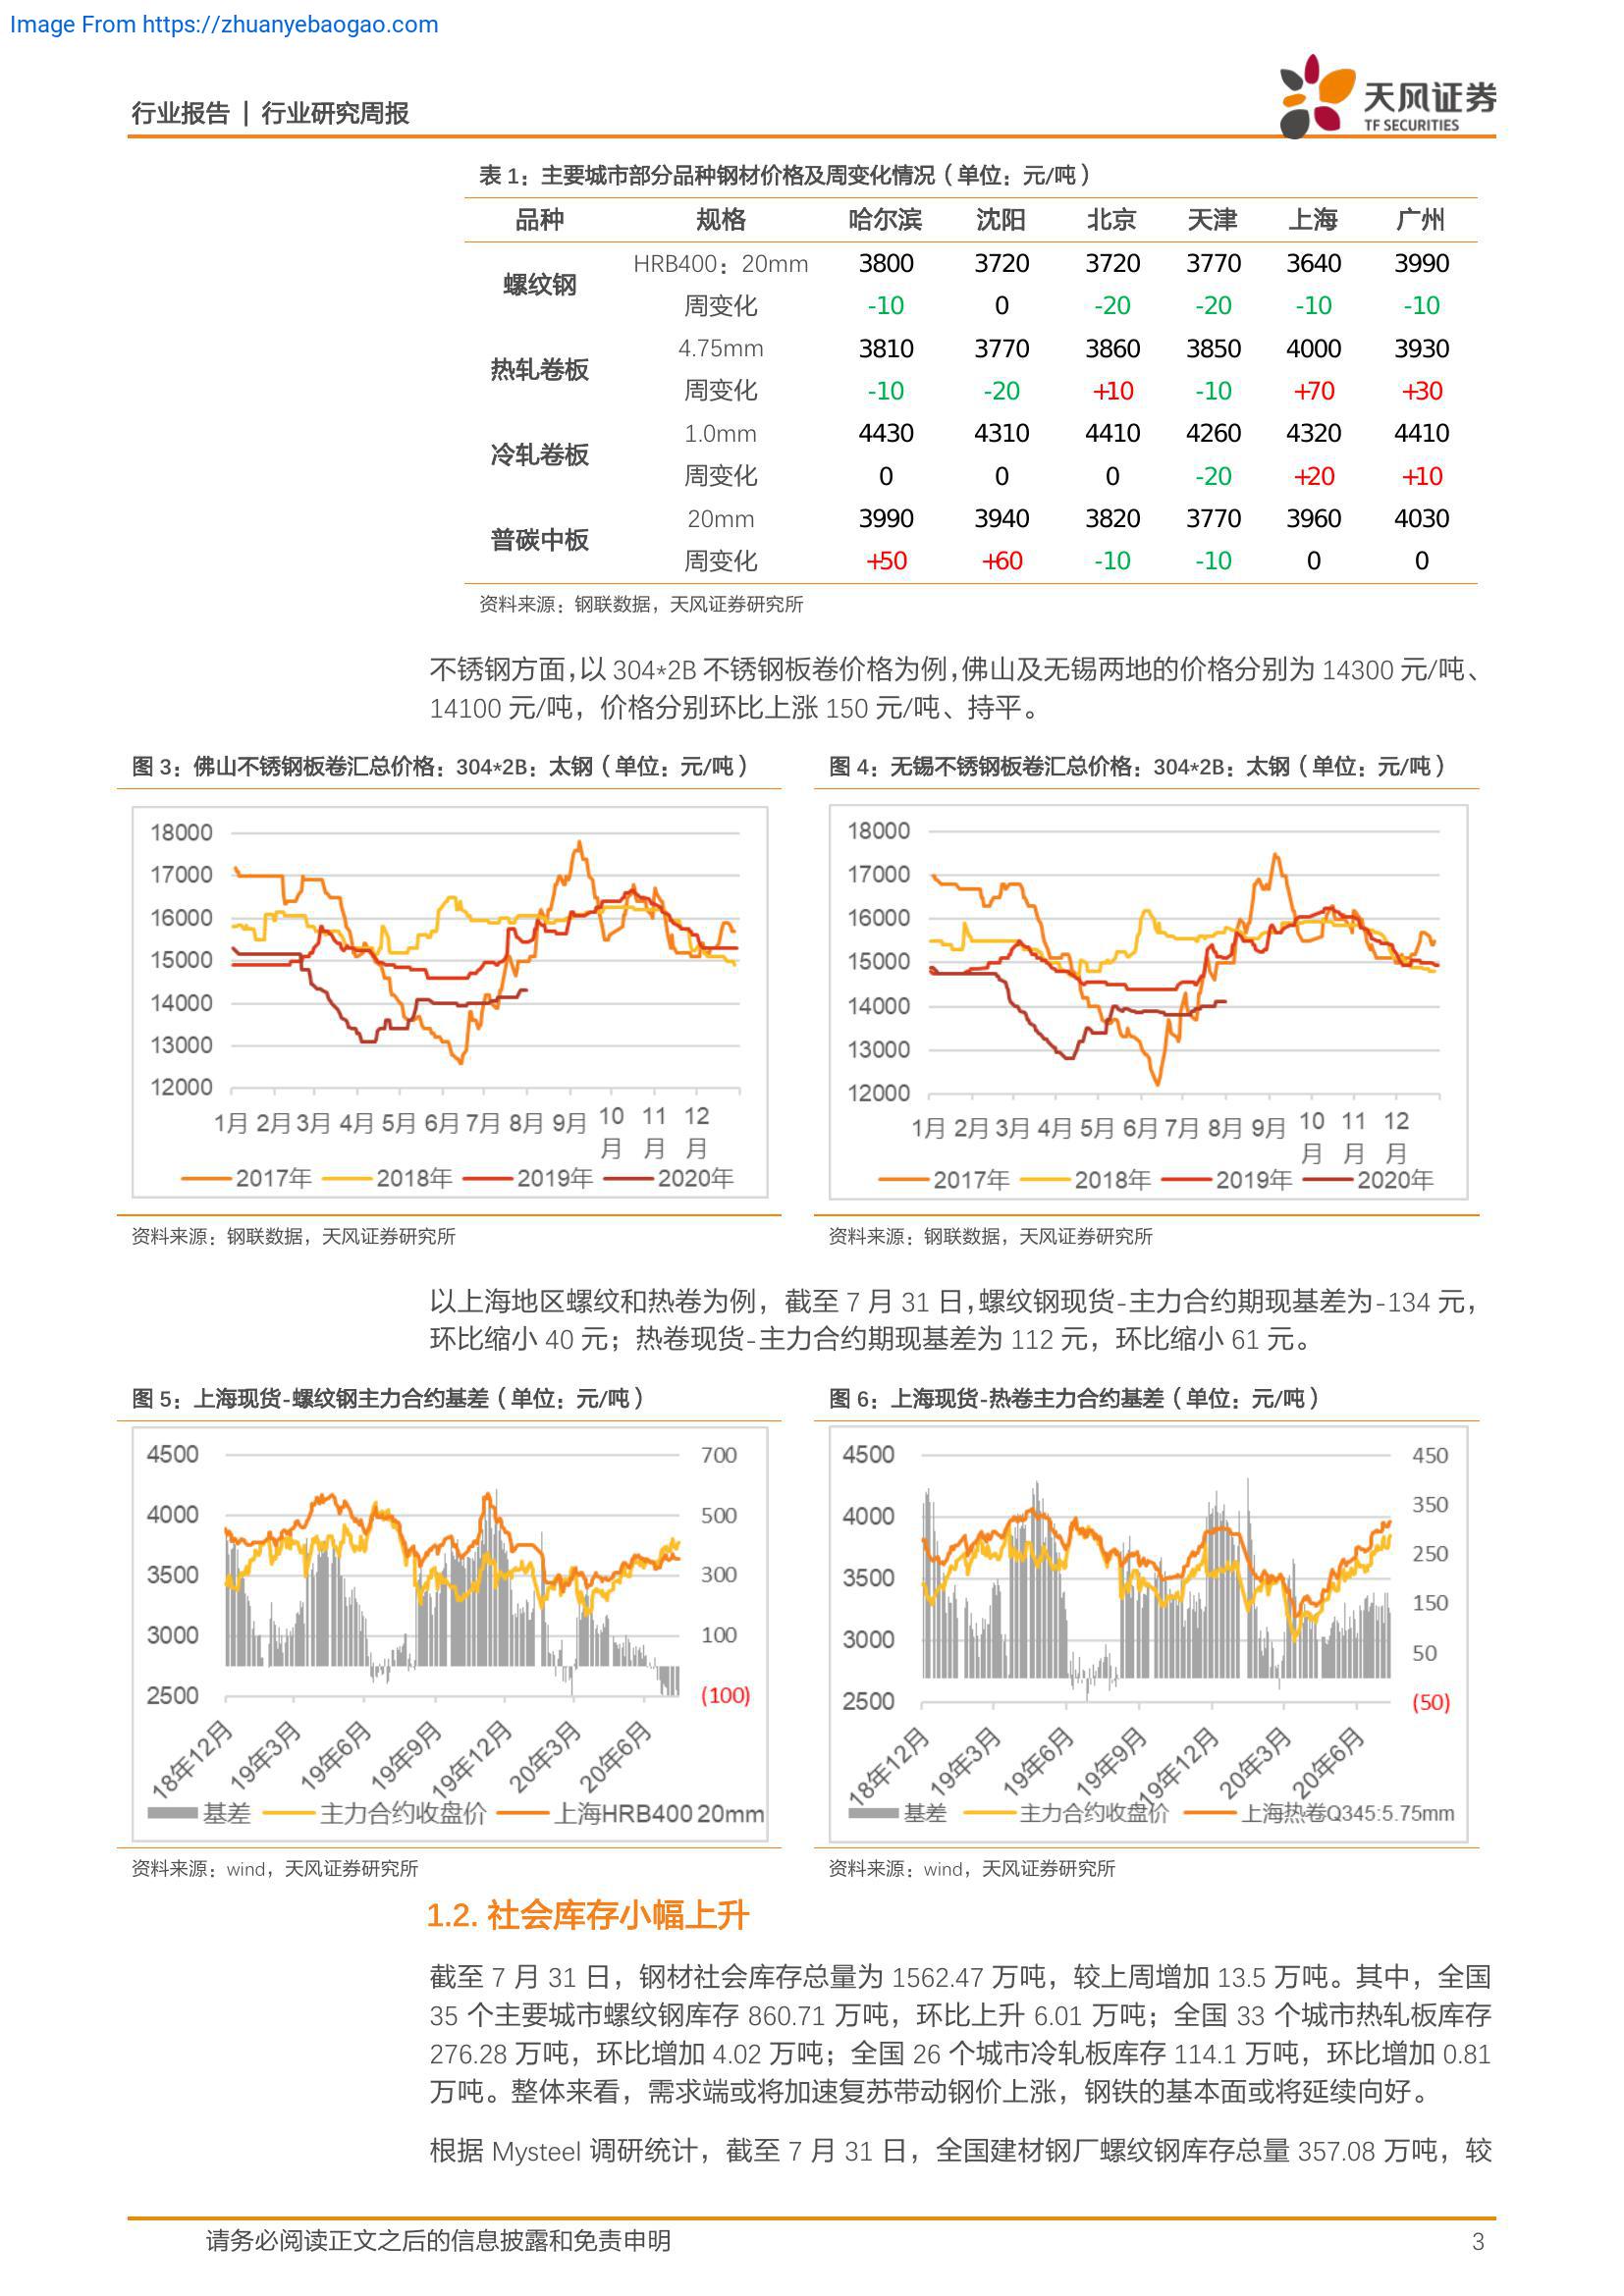 Image From https://zhuanyebaogao.com
行业报告 | 行业研究周报
天风证券
TF SECURITIES
表 1：主要城市部分品种钢材价格及周变化情况（单位：元/吨）
品种 规格 哈尔滨 沈阳 北京 天津 上海 广州
螺纹钢 HRB400：20mm 3800 3720 3720 3770 3640 3990
周变化 -10 0 -20 -20 -10 -10
热轧卷板 4.75mm 3810 3770 3860 3850 4000 3930
周变化 -10 -20 +10 -10 +70 +30
冷轧卷板 1.0mm 4430 4310 4410 4260 4320 4410
周变化 0 0 0 -20 +20 +10
普碳中板 20mm 3990 3940 3820 3770 3960 4030
周变化 +50 +60 -10 -10 0 0
资料来源：钢联数据，天风证券研究所
不锈钢方面，以 304*2B 不锈钢板卷价格为例，佛山及无锡两地的价格分别为 14300 元/吨、
14100 元/吨，价格分别环比上涨 150 元/吨、持平。
图 3：佛山不锈钢板卷汇总价格：304*2B：太钢（单位：元/吨）
18000
17000
16000
15000
14000
13000
12000
1月 2月 3月 4月 5月 6月 7月 8月 9月 10月 11月 12月
2017年 2018年 2019年 2020年
资料来源：钢联数据，天风证券研究所
图 4：无锡不锈钢板卷汇总价格：304*2B：太钢（单位：元/吨）
18000
17000
16000
15000
14000
13000
12000
1月 2月 3月 4月 5月 6月 7月 8月 9月 10月 11月 12月
2017年 2018年 2019年 2020年
资料来源：钢联数据，天风证券研究所
以上海地区螺纹和热卷为例，截至 7 月 31 日，螺纹钢现货-主力合约期现基差为-134 元，
环比缩小 40 元；热卷现货-主力合约期现基差为 112 元，环比缩小 61 元。
图 5：上海现货-螺纹钢主力合约基差（单位：元/吨）
4500 700
4000 500
3500 300
3000 100
2500 (100)
18年12月 19年3月 19年6月 19年9月 19年12月 20年3月 20年6月
基差 主力合约收盘价 上海HRB400 20mm
资料来源：wind，天风证券研究所
图 6：上海现货-热卷主力合约基差（单位：元/吨）
4500
4000
3500
3000
2500
450
350
250
150
50
(50)
18年12月 19年3月 19年6月 19年9月 19年12月 20年3月 20年6月
基差 主力合约收盘价 上海热卷Q345:5.75mm
资料来源：wind，天风证券研究所
1.2. 社会库存小幅上升
截至 7 月 31 日，钢材社会库存总量为 1562.47 万吨，较上周增加 13.5 万吨。其中，全国
35 个主要城市螺纹钢库存 860.71 万吨，环比上升 6.01 万吨；全国 33 个城市热轧板库存
276.28 万吨，环比增加 4.02 万吨；全国 26 个城市冷轧板库存 114.1 万吨，环比增加 0.81
万吨。整体来看，需求端或将加速复苏带动钢价上涨，钢铁的基本面或将延续向好。
根据 Mysteel 调研统计，截至 7 月 31 日，全国建材钢厂螺纹钢库存总量 357.08 万吨，较
请务必阅读正文之后的信息披露和免责申明 3